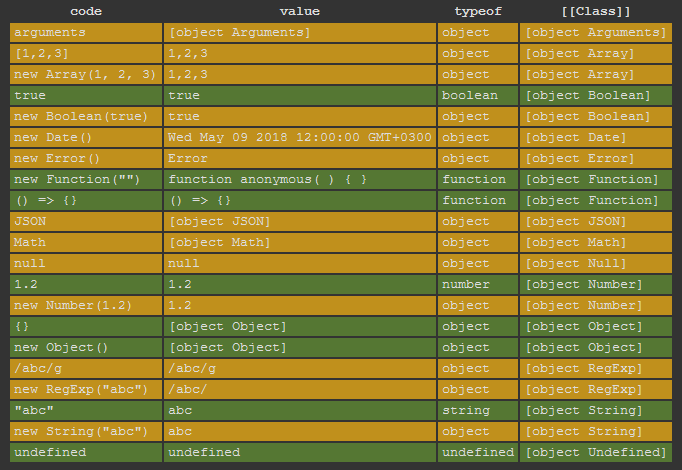 code value typeof [[Class]]
arguments [object Arguments] object [object Arguments]
[1,2,3] 1,2,3 object [object Array]
new Array(1, 2, 3) 1,2,3 object [object Array]
true true boolean [object Boolean]
new Boolean(true) true object [object Boolean]
new Date() Wed May 09 2018 12:00:00 GMT+0300 object [object Date]
new Error() Error object [object Error]
new Function("") function anonymous( ) { } function [object Function]
() => {} () => {} function [object Function]
JSON [object JSON] object [object JSON]
Math [object Math] object [object Math]
null null object [object Null]
1.2 1.2 number [object Number]
new Number(1.2) 1.2 object [object Number]
{} [object Object] object [object Object]
new Object() [object Object] object [object Object]
/abc/g /abc/g object [object RegExp]
new RegExp("abc") /abc/ object [object RegExp]
"abc" abc string [object String]
new String("abc") abc object [object String]
undefined undefined undefined [object Undefined]